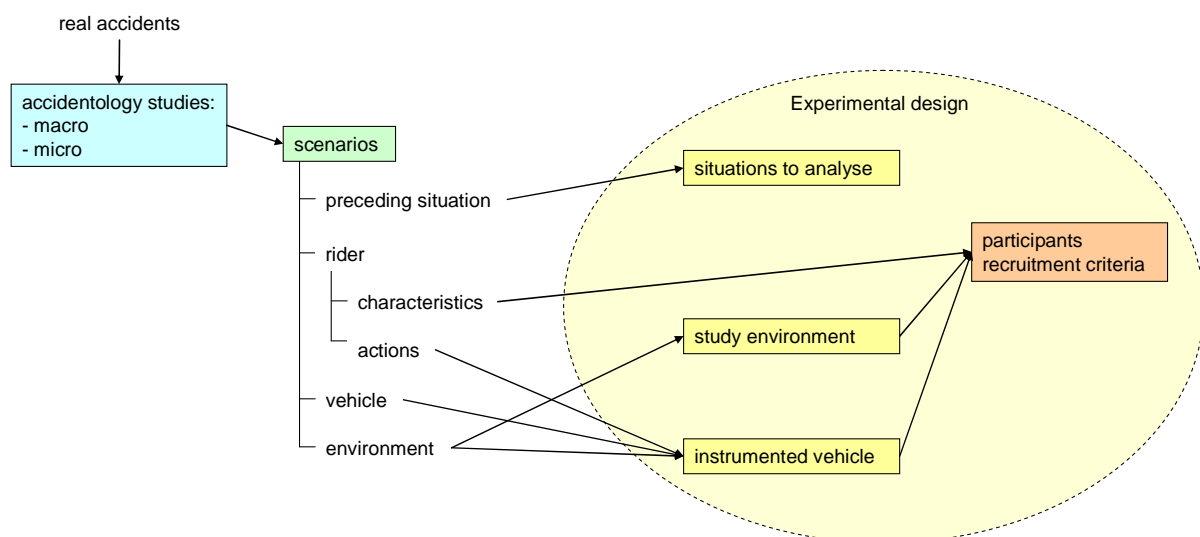 real accidents
accidentology studies:
- macro
- micro
scenarios
preceding situation
rider
characteristics
actions
vehicle
environment
Experimental design
situations to analyse
participants
recruitment criteria
study environment
instrumented vehicle